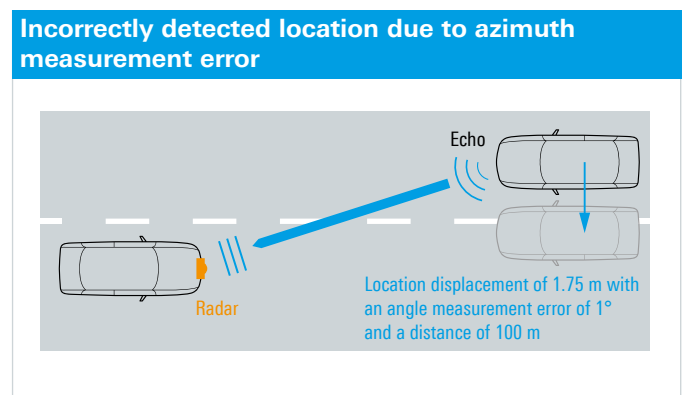 Incorrectly detected location due to azimuth
measurement error
Echo
Radar
Location displacement of 1.75 m with
an angle measurement error of 1°
and a distance of 100 m